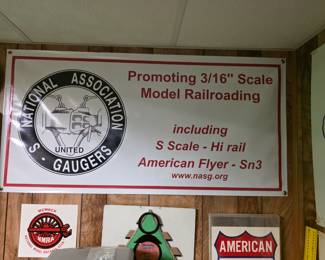 NATIONAL ASSOCIATION
UNITED
S - GAUGERS
Promoting 3/16" Scale
Model Railroading
including
S Scale - Hi rail
American Flyer - Sn3
www.nasg.org
MEMBER
NMRA
AMERICAN